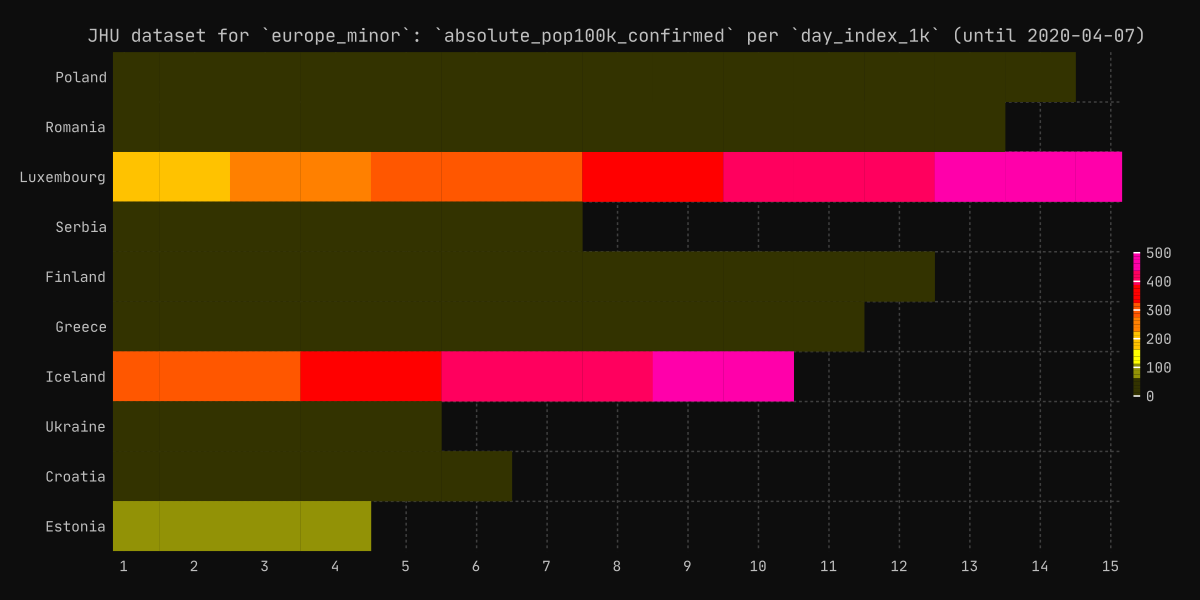 JHU dataset for `europe_minor`: `absolute_pop100k_confirmed` per `day_index_1k` (until 2020-04-07)
Poland
Romania
Luxembourg
Serbia
Finland
Greece
Iceland
Ukraine
Croatia
Estonia
500
400
300
200
100
0
1 2 3 4 5 6 7 8 9 10 11 12 13 14 15